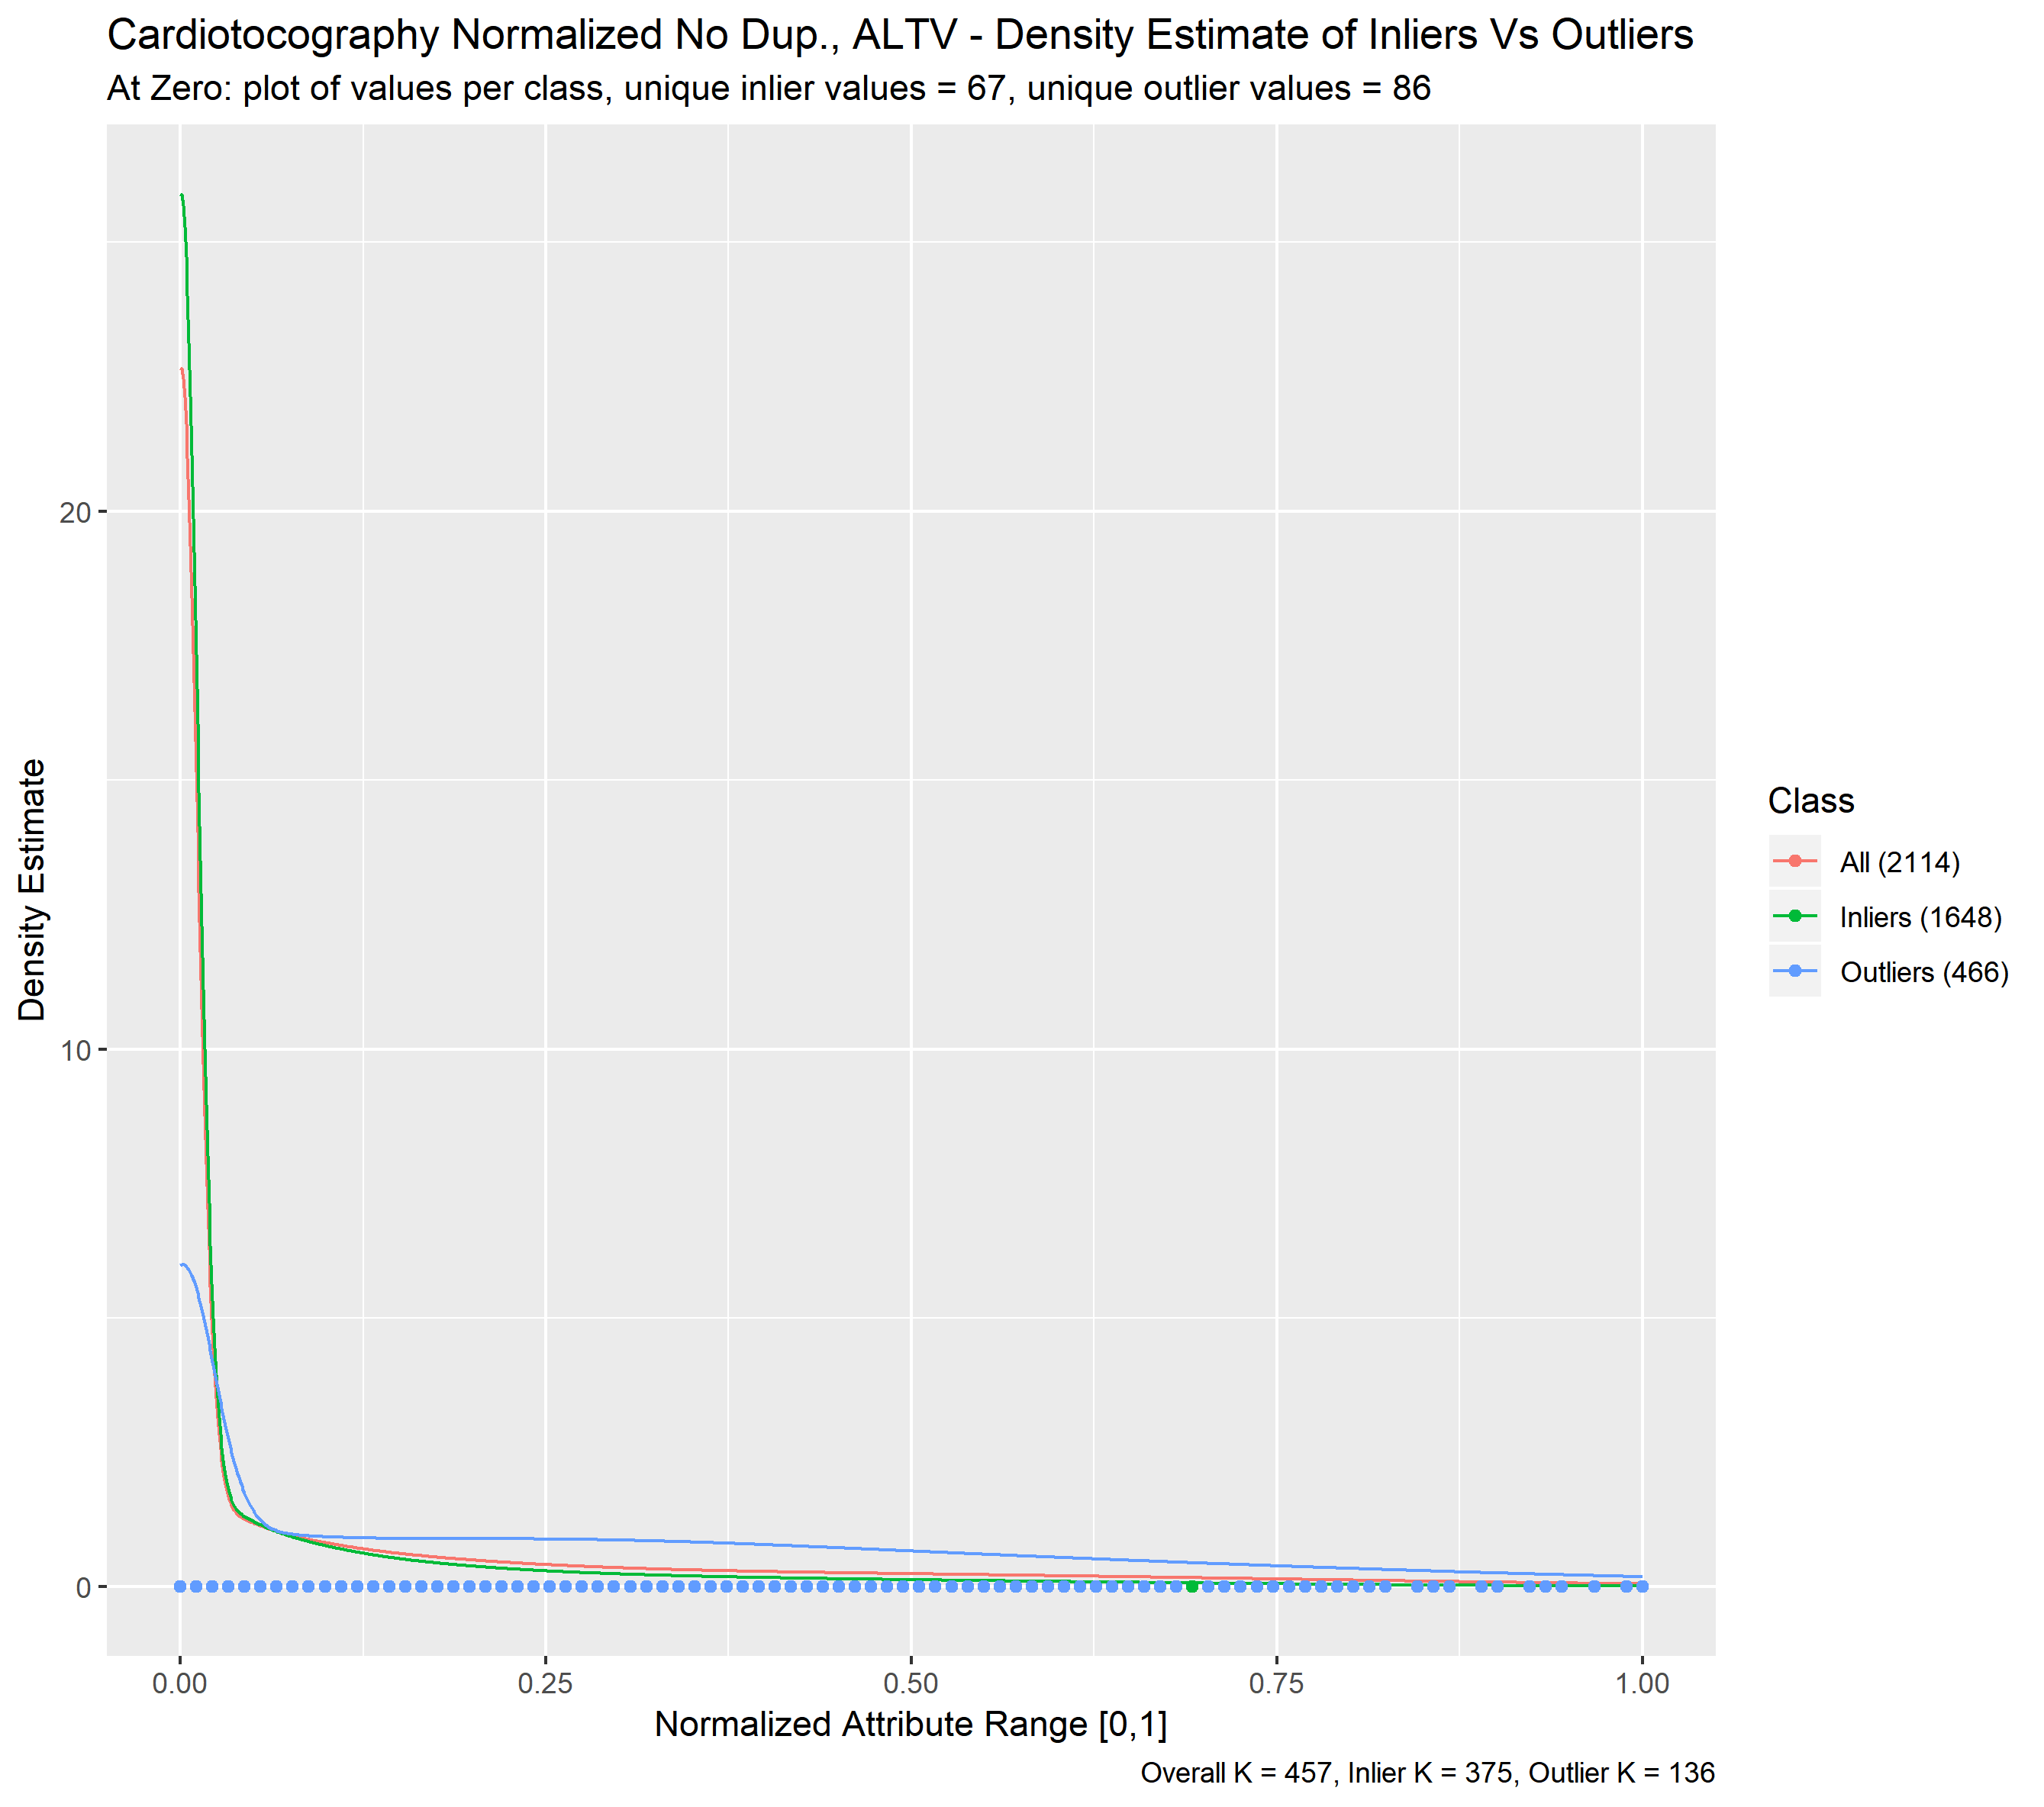 Cardiotocography Normalized No Dup., ALTV - Density Estimate of Inliers Vs Outliers
At Zero: plot of values per class, unique inlier values = 67, unique outlier values = 86
Density Estimate
20
10
0
0.00 0.25 0.50 0.75 1.00
Normalized Attribute Range [0,1]
Overall K = 457, Inlier K = 375, Outlier K = 136
Class
All (2114)
Inliers (1648)
Outliers (466)